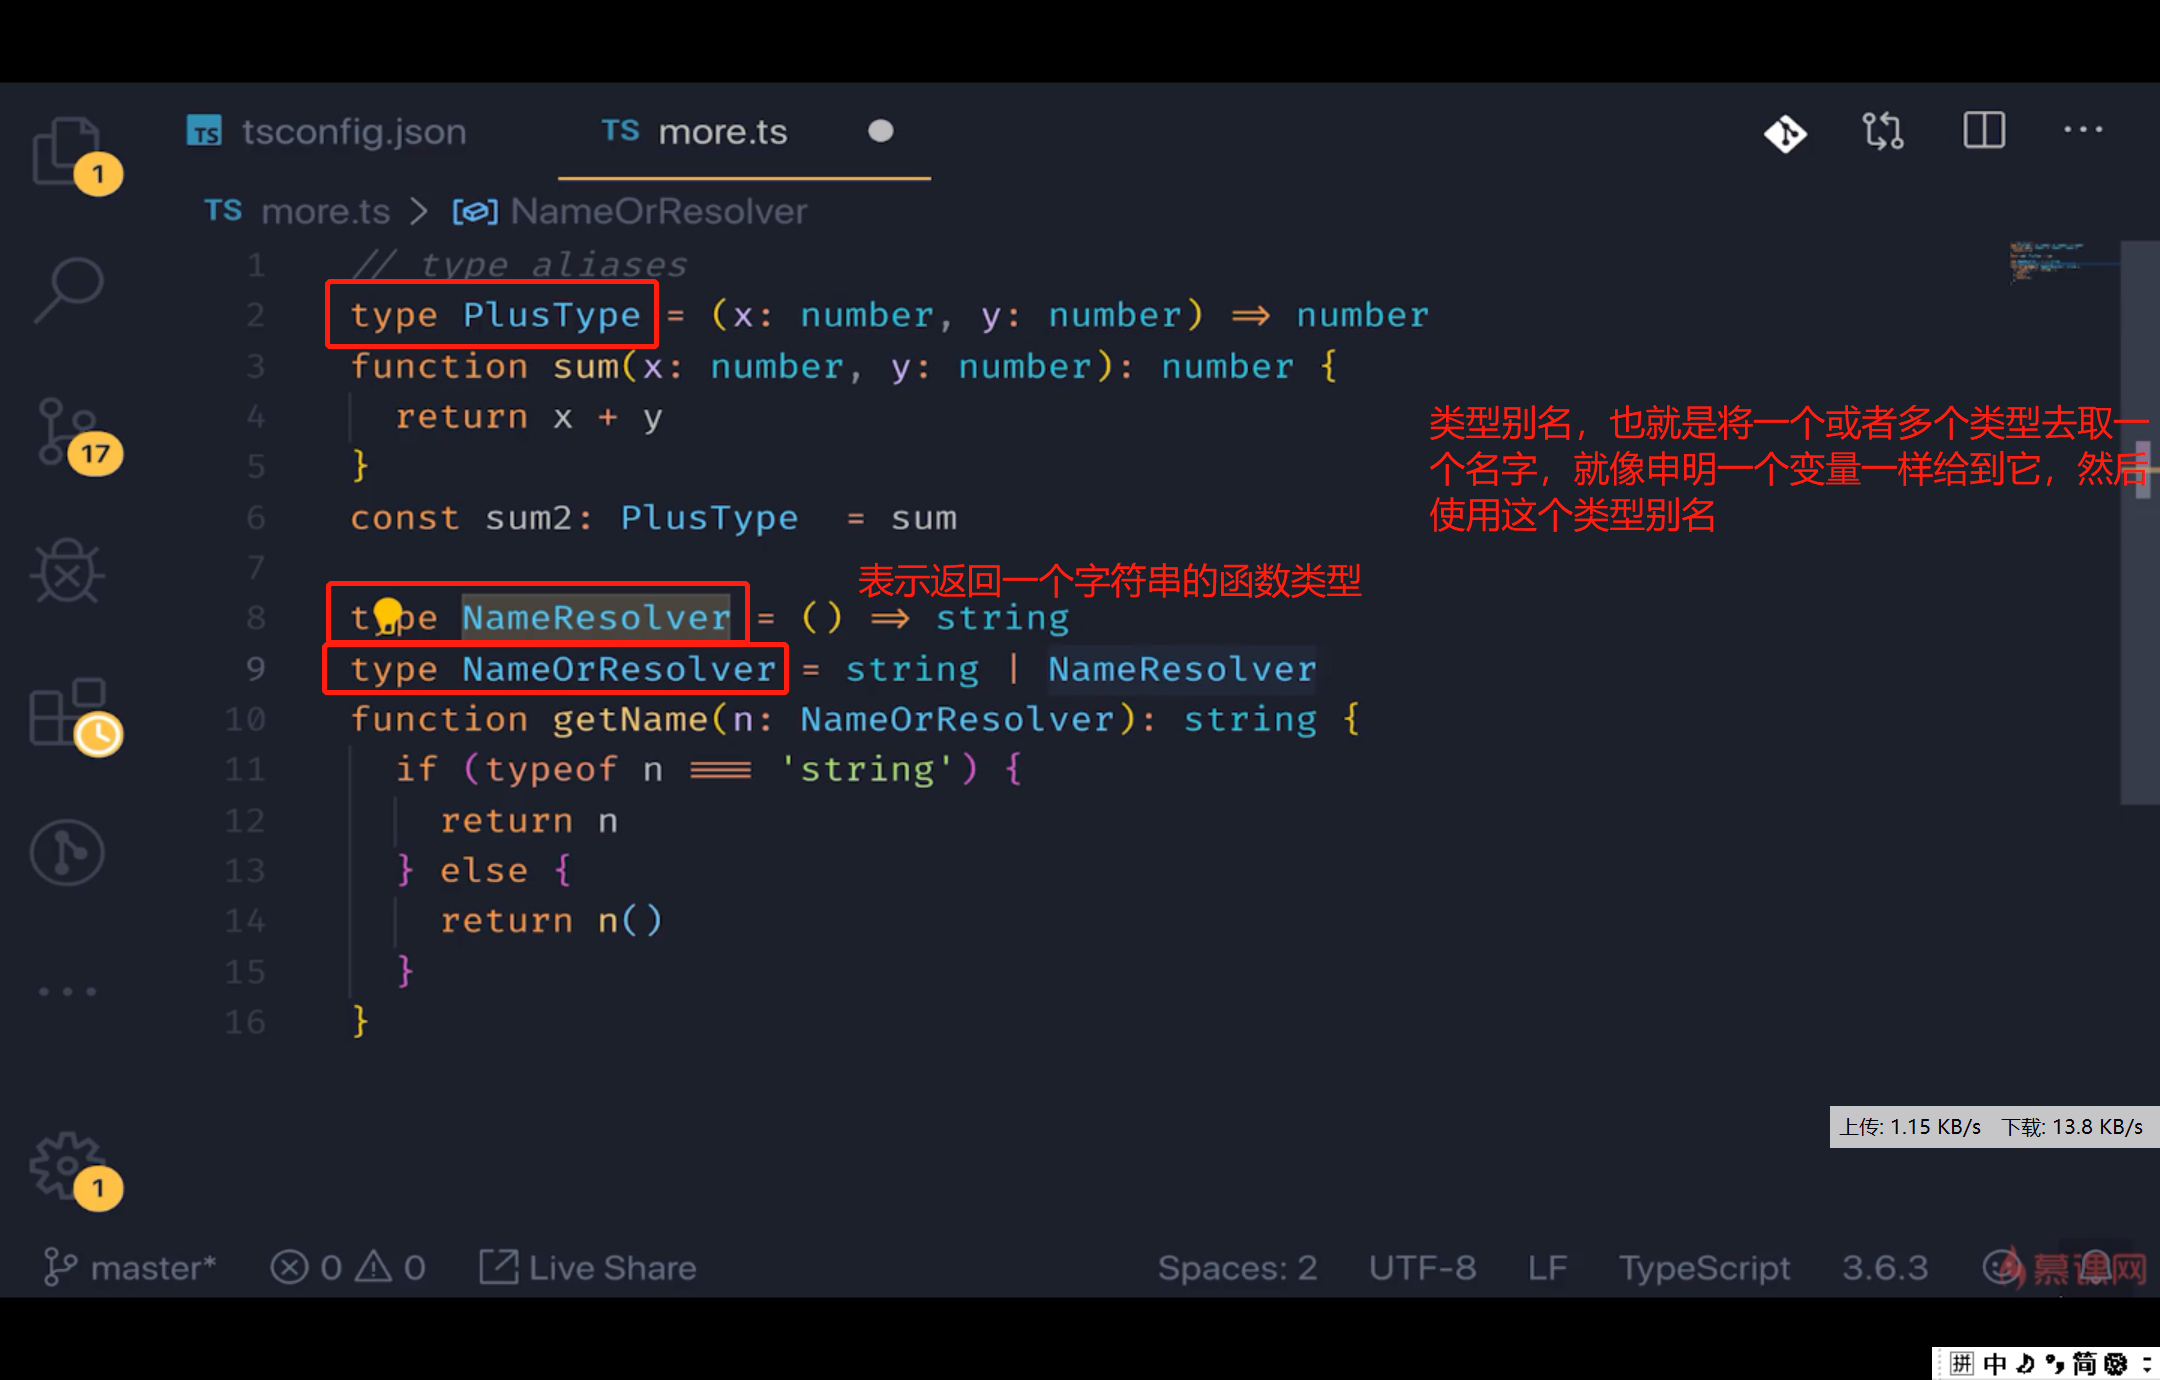 tsconfig.json
TS more.ts
TS more.ts > NameOrResolver
1 // type aliases
2 type PlusType = (x: number, y: number) => number
3 function sum(x: number, y: number): number {
4 return x + y
5 }
6 const sum2: PlusType = sum
7
8 type NameResolver = () => string
9 type NameOrResolver = string | NameResolver
10 function getName(n: NameOrResolver): string {
11 if (typeof n === 'string') {
12 return n
13 } else {
14 return n()
15 }
16 }
类型别名，也就是将一个或者多个类型去取一
个名字，就像申明一个变量一样给到它，然后
使用这个类型别名
表示返回一个字符串的函数类型
1
17
1
上传: 1.15 KB/s 下载: 13.8 KB/s
master* 0 0 Live Share Spaces: 2 UTF-8 LF TypeScript 3.6.3 慕课网
拼 中 简